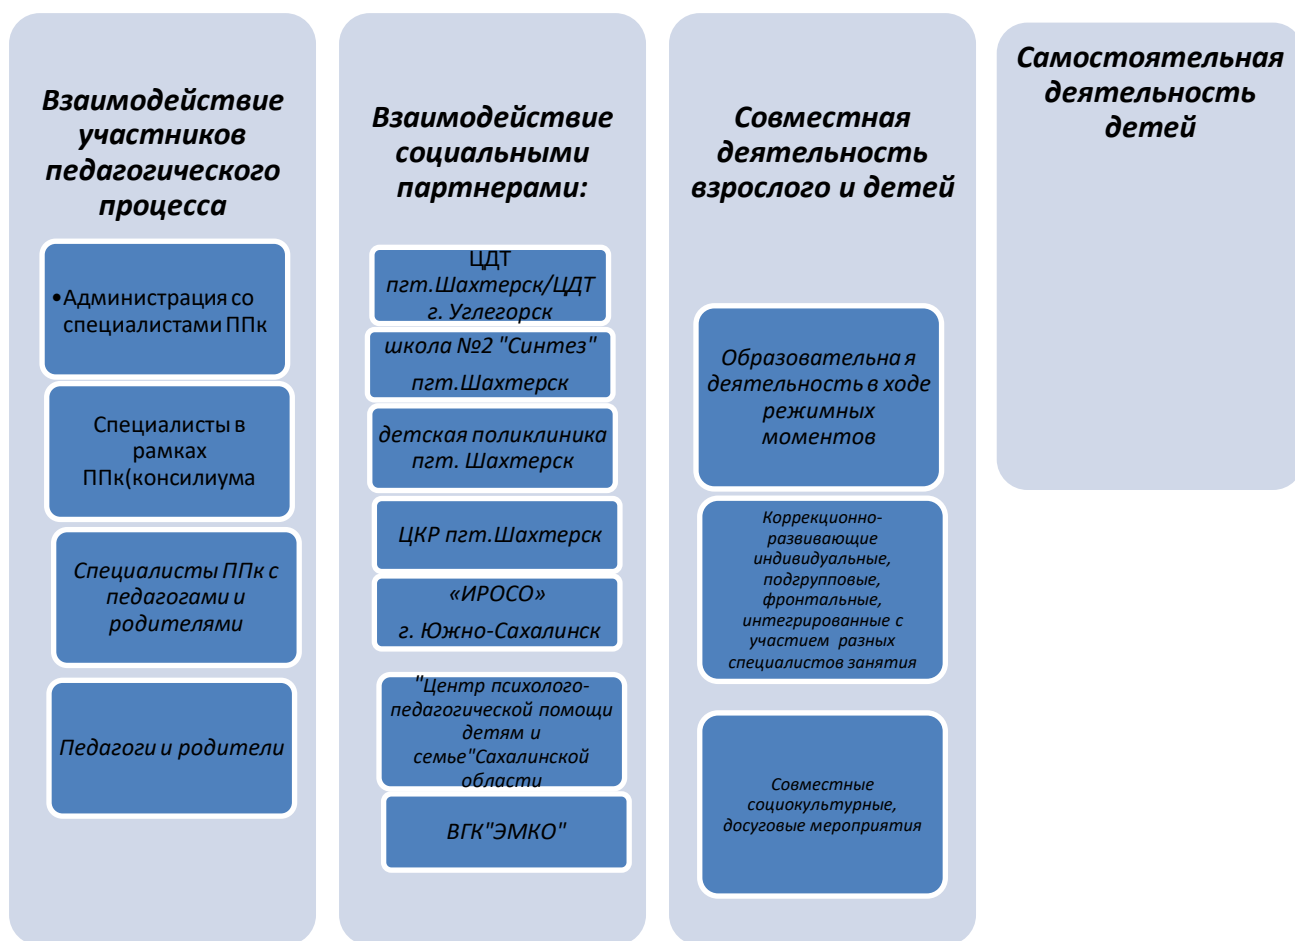 Взаимодействие
участников
педагогического
процесса
•Администрация со
специалистами ППк
Специалисты в
рамках
ППк(консилиума
Специалисты ППк с
педагогами и
родителями
Педагоги и родители
Взаимодействие
социальными
партнерами:
ЦДТ
пгт.Шахтерск/ЦДТ
г. Углегорск
школа №2 "Синтез"
пгт.Шахтерск
детская поликлиника
пгт. Шахтерск
ЦКР пгт.Шахтерск
«ИРОСО»
г. Южно-Сахалинск
"Центр психолого-
педагогической помощи
детям и
семье"Сахалинской
области
ВГК"ЭМКО"
Совместная
деятельность
взрослого и детей
Образовательна я
деятельность в ходе
режимных
моментов
Коррекционно-
развивающие
индивидуальные,
подгрупповые,
фронтальные,
интегрированные с
участием разных
специалистов занятия
Совместные
социокультурные,
досуговые мероприятия
Самостоятельная
деятельность
детей